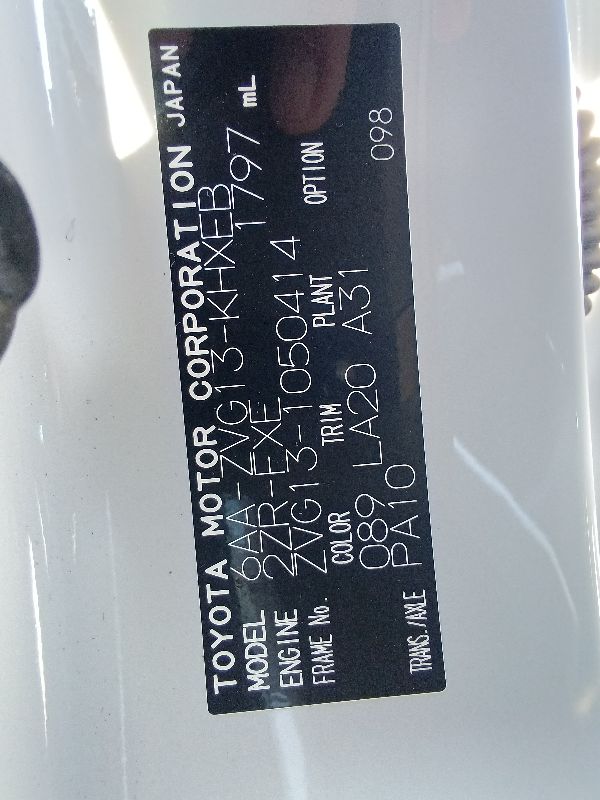 TOYOTA MOTOR CORPORATION JAPAN
MODEL 6AA-ZVG13-KHXEB
ENGINE 2ZR-FXE 1797 mL
FRAME No. ZVG13-1050414
COLOR TRIM PLANT OPTION
089 LA20 A31
TRANS./AXLE PA10 098